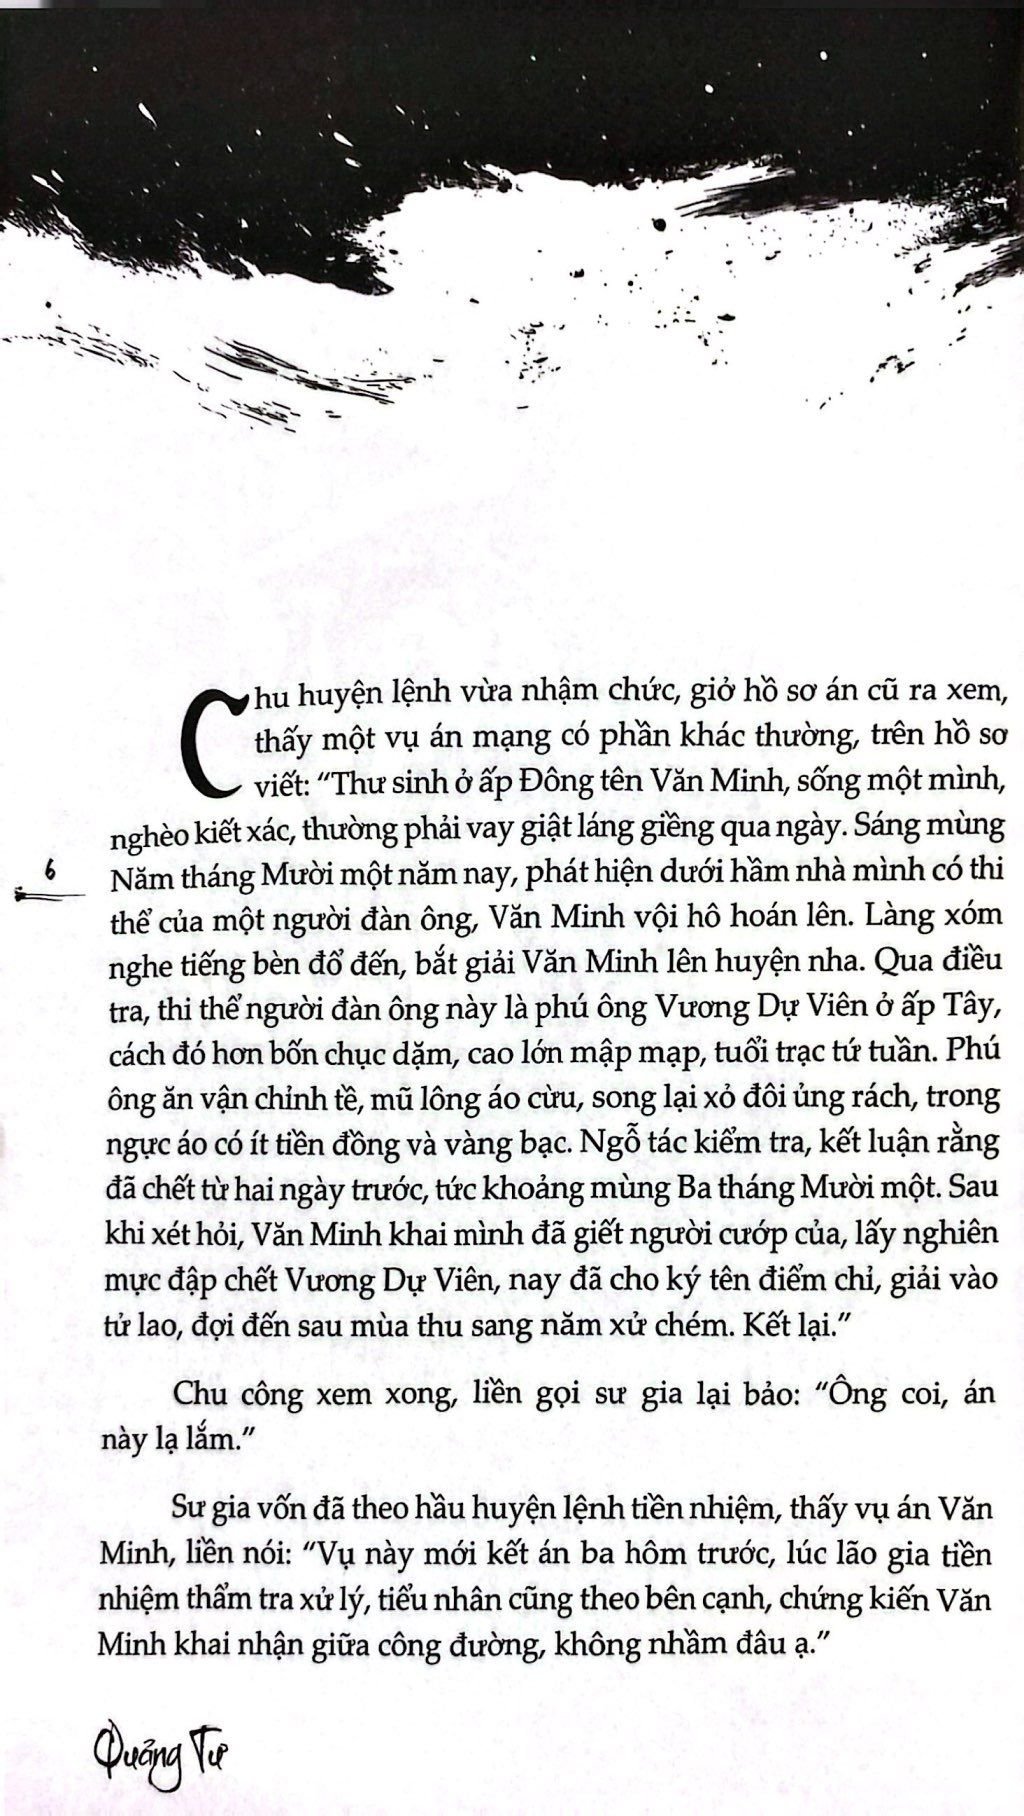 Chu huyện lệnh vừa nhậm chức, giở hồ sơ án cũ ra xem,
thấy một vụ án mạng có phần khác thường, trên hồ sơ
viết: “Thư sinh ở ấp Đông tên Văn Minh, sống một mình,
nghèo kiết xác, thường phải vay giật láng giềng qua ngày. Sáng mùng
6
Năm tháng Mười một năm nay, phát hiện dưới hầm nhà mình có thi
thể của một người đàn ông, Văn Minh vội hô hoán lên. Làng xóm
nghe tiếng bèn đổ đến, bắt giải Văn Minh lên huyện nha. Qua điều
tra, thi thể người đàn ông này là phú ông Vương Dự Viên ở ấp Tây,
cách đó hơn bốn chục dặm, cao lớn mập mạp, tuổi trạc tứ tuần. Phú
ông ăn vận chỉnh tề, mũ lông áo cừu, song lại xỏ đôi ủng rách, trong
ngực áo có ít tiền đồng và vàng bạc. Ngỗ tác kiểm tra, kết luận rằng
đã chết từ hai ngày trước, tức khoảng mùng Ba tháng Mười một. Sau
khi xét hỏi, Văn Minh khai mình đã giết người cướp của, lấy nghiên
mực đập chết Vương Dự Viên, nay đã cho ký tên điểm chỉ, giải vào
tử lao, đợi đến sau mùa thu sang năm xử chém. Kết lại.”
Chu công xem xong, liền gọi sư gia lại bảo: “Ông coi, án
này lạ lắm.”
Sư gia vốn đã theo hầu huyện lệnh tiền nhiệm, thấy vụ án Văn
Minh, liền nói: “Vụ này mới kết án ba hôm trước, lúc lão gia tiền
nhiệm thẩm tra xử lý, tiểu nhân cũng theo bên cạnh, chứng kiến Văn
Minh khai nhận giữa công đường, không nhầm đâu ạ.”
Quảng Tư